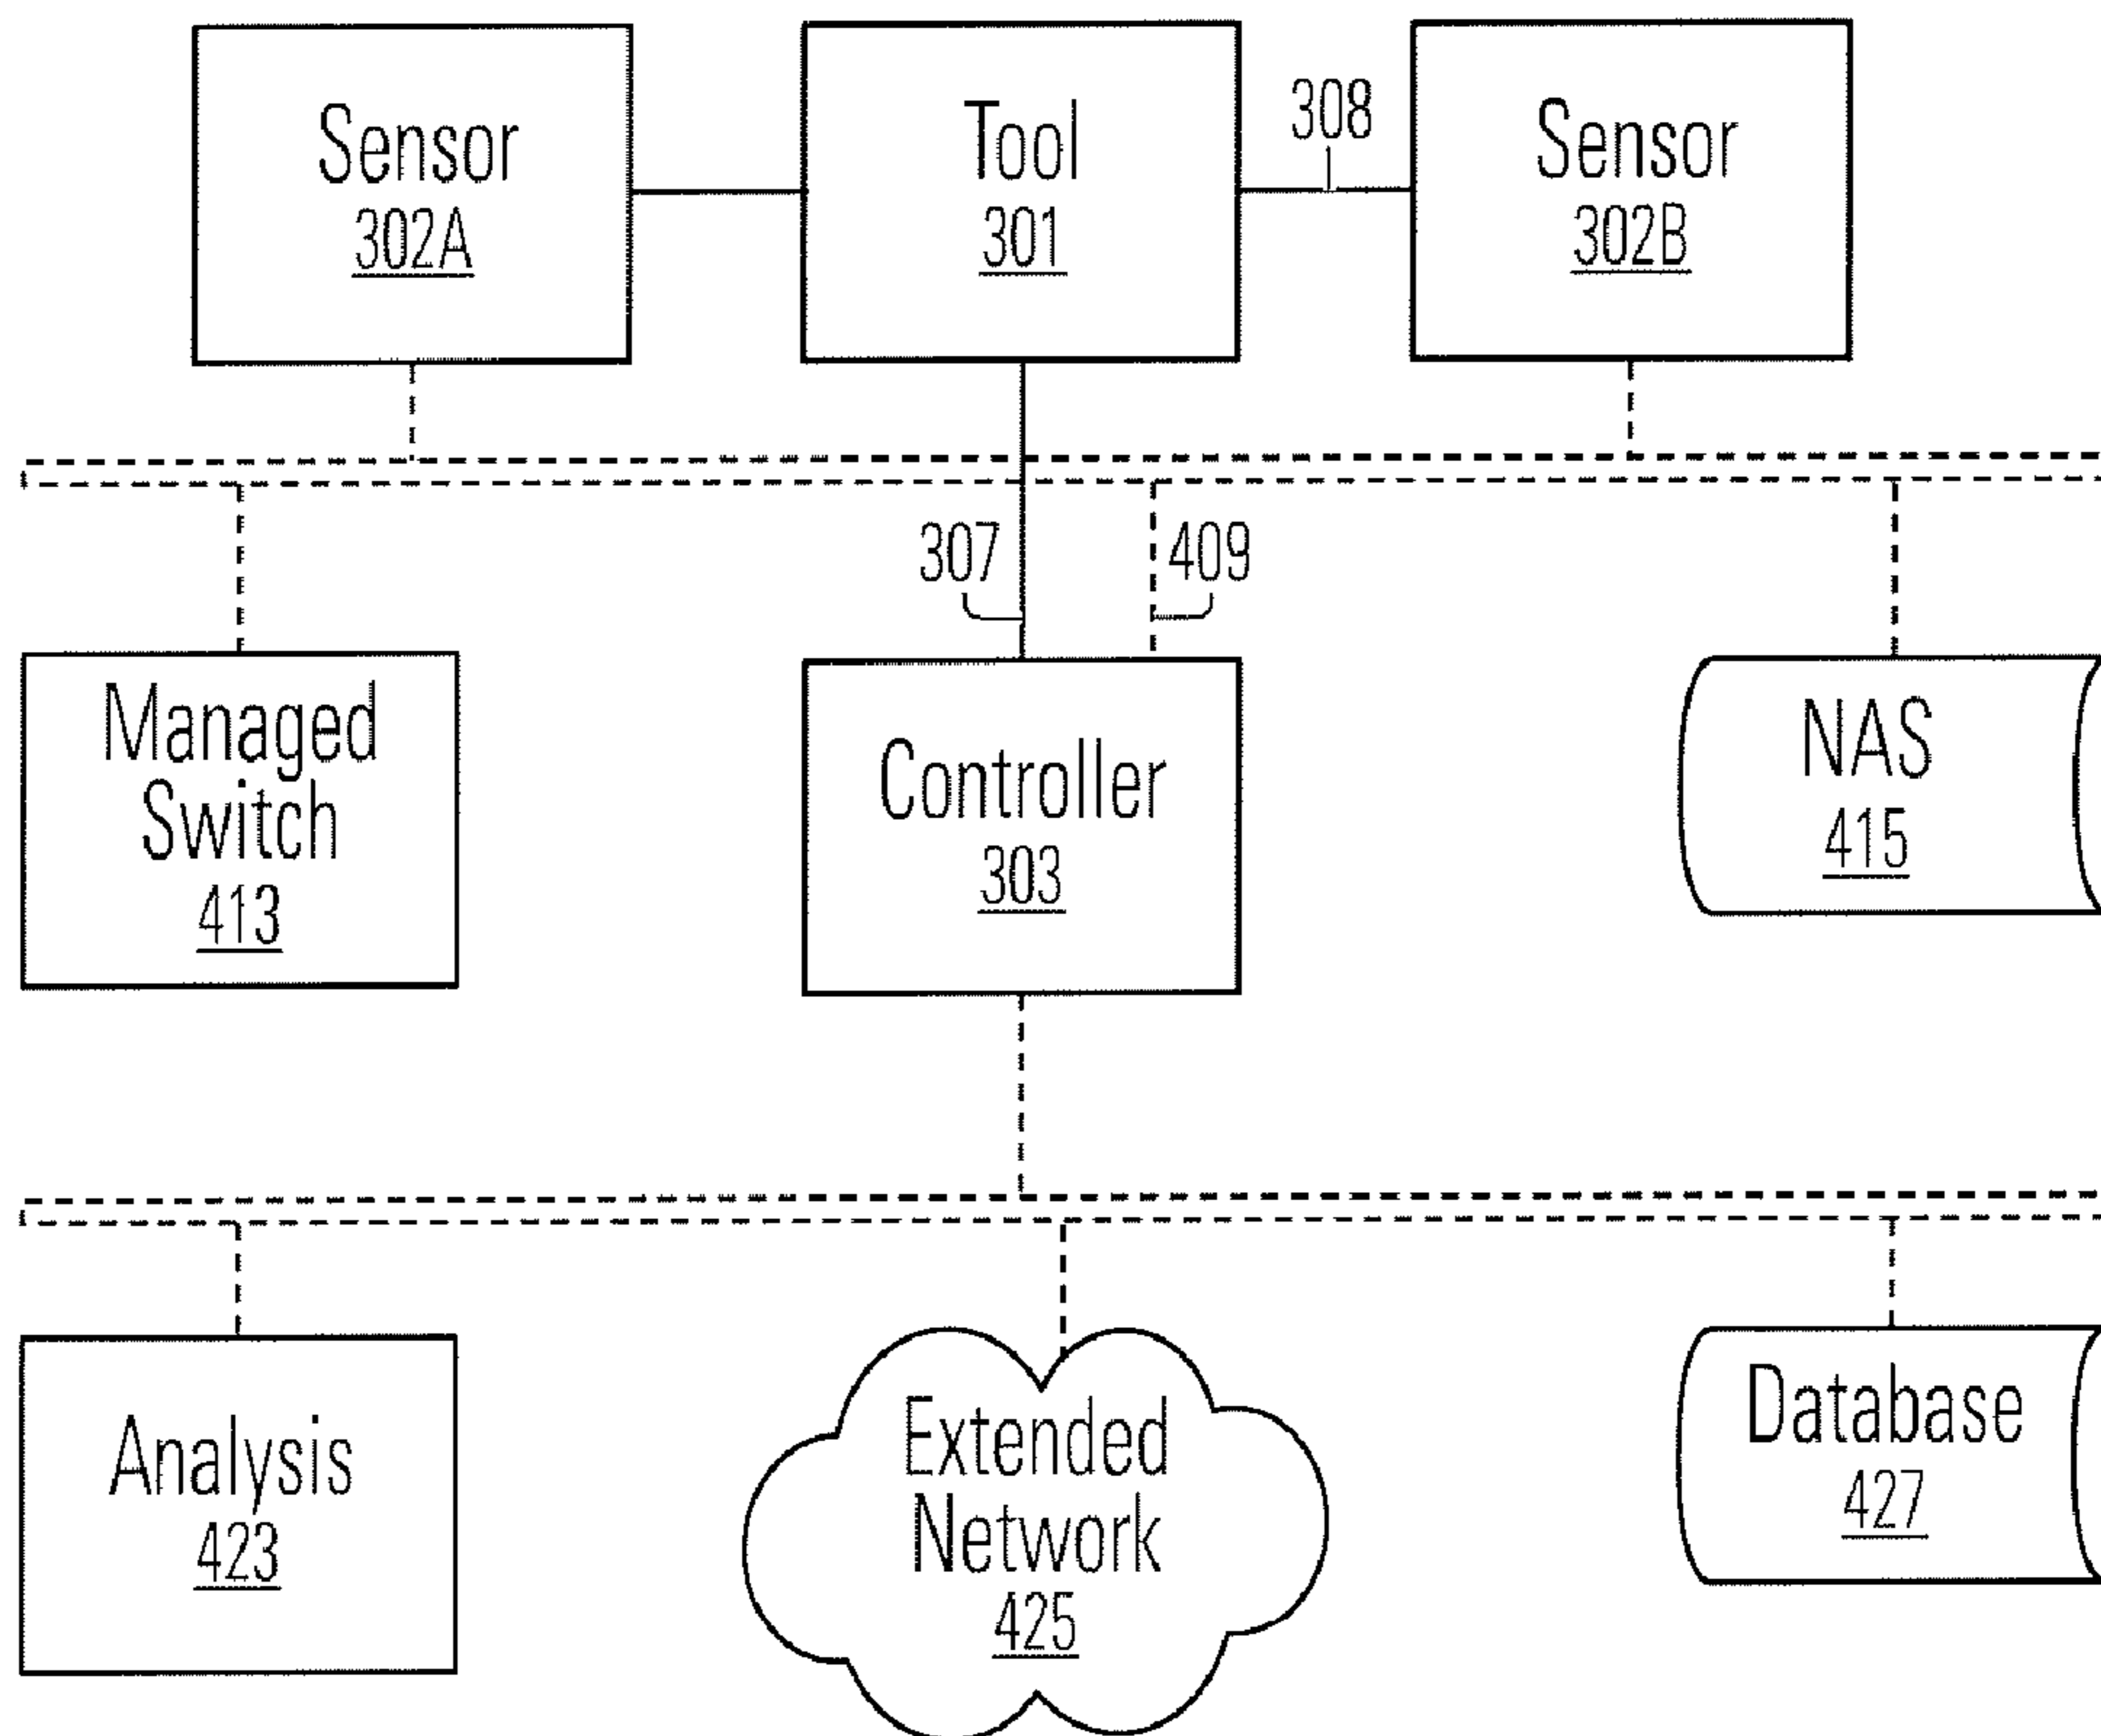 Sensor
302A
Tool
301
308
Sensor
302B
307
409
Managed
Switch
413
Controller
303
NAS
415
Analysis
423
Extended
Network
425
Database
427